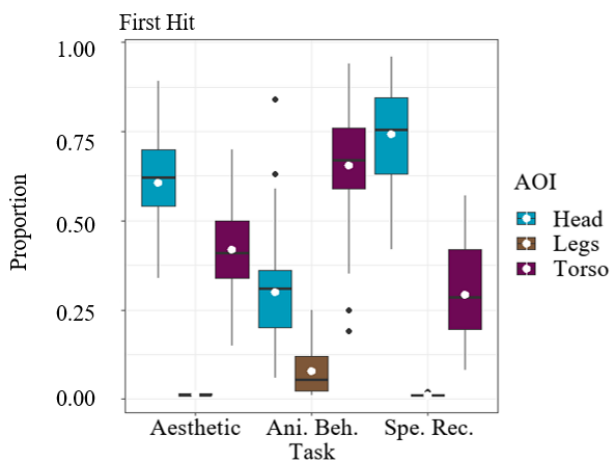 First Hit
1.00
0.75
0.50
0.25
0.00
Proportion
Aesthetic Ani. Beh. Spe. Rec.
Task
AOI
Head
Legs
Torso